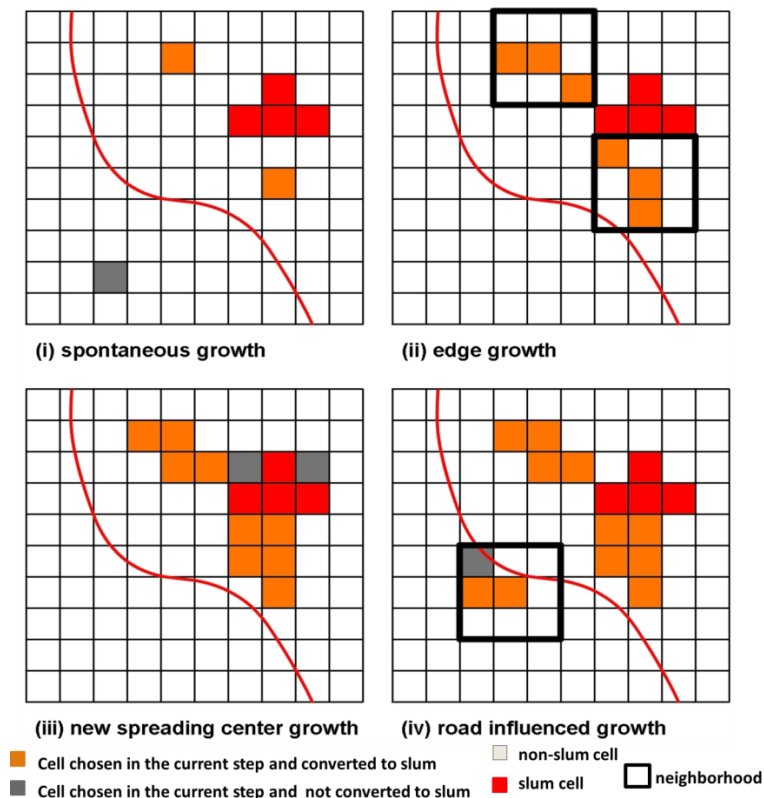 (i) spontaneous growth
(ii) edge growth
(iii) new spreading center growth
(iv) road influenced growth
Cell chosen in the current step and converted to slum
Cell chosen in the current step and not converted to slum
non-slum cell
slum cell
neighborhood